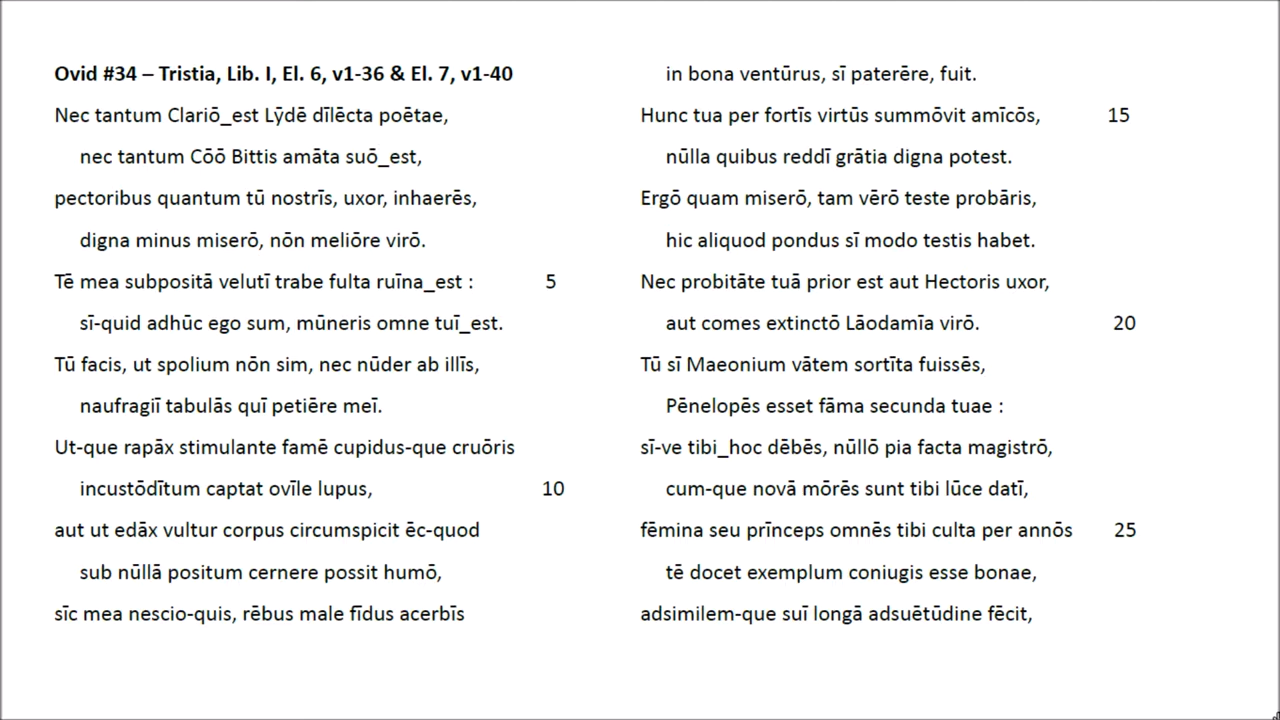 Ovid #34 – Tristia, Lib. I, El. 6, v1-36 & El. 7, v1-40
Nec tantum Clariō_est Lȳdē dīlēcta poētae,
nec tantum Cōō Bittis amāta suō_est,
pectoribus quantum tū nostrīs, uxor, inhaerēs,
digna minus miserō, nōn meliōre virō.
Tē mea subpositā velutī trabe fulta ruīna_est : 5
sī-quid adhūc ego sum, mūneris omne tuī_est.
Tū facis, ut spolium nōn sim, nec nūder ab illīs,
naufragiī tabulās quī petiēre meī.
Ut-que rapāx stimulante famē cupidus-que cruōris
incustōdītum captat ovīle lupus, 10
aut ut edāx vultur corpus circumspicit ēc-quod
sub nūllā positum cernere possit humō,
sīc mea nescio-quis, rēbus male fīdus acerbīs
in bona ventūrus, sī paterēre, fuit.
Hunc tua per fortīs virtūs summōvit amīcōs, 15
nūlla quibus reddī grātia digna potest.
Ergō quam miserō, tam vērō teste probāris,
hic aliquod pondus sī modo testis habet.
Nec probitāte tuā prior est aut Hectoris uxor,
aut comes extinctō Lāodamīa virō. 20
Tū sī Maeonium vātem sortīta fuissēs,
Pēnelopēs esset fāma secunda tuae :
sī-ve tibi_hoc dēbēs, nūllō pia facta magistrō,
cum-que novā mōrēs sunt tibi lūce datī,
fēmina seu prīnceps omnēs tibi culta per annōs 25
tē docet exemplum coniugis esse bonae,
adsimilem-que suī longā adsuētūdine fēcit,